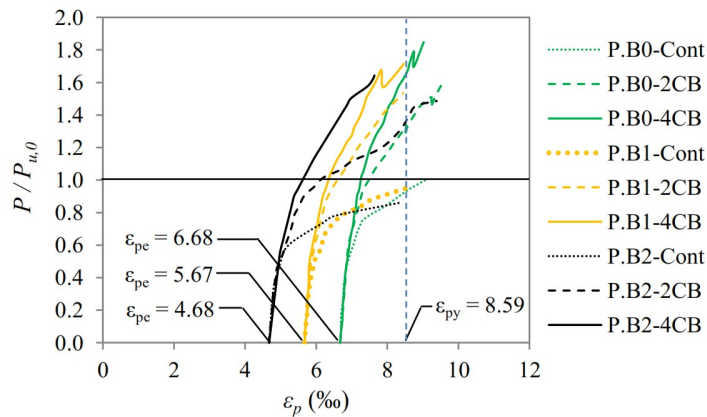 2.0
1.8
1.6
1.4
1.2
1.0
0.8
0.6
0.4
0.2
0.0
P / Pu,0
εpe = 6.68
εpe = 5.67
εpe = 4.68
εpy = 8.59
0 2 4 6 8 10 12
εp (‰)
P.B0-Cont
P.B0-2CB
P.B0-4CB
P.B1-Cont
P.B1-2CB
P.B1-4CB
P.B2-Cont
P.B2-2CB
P.B2-4CB